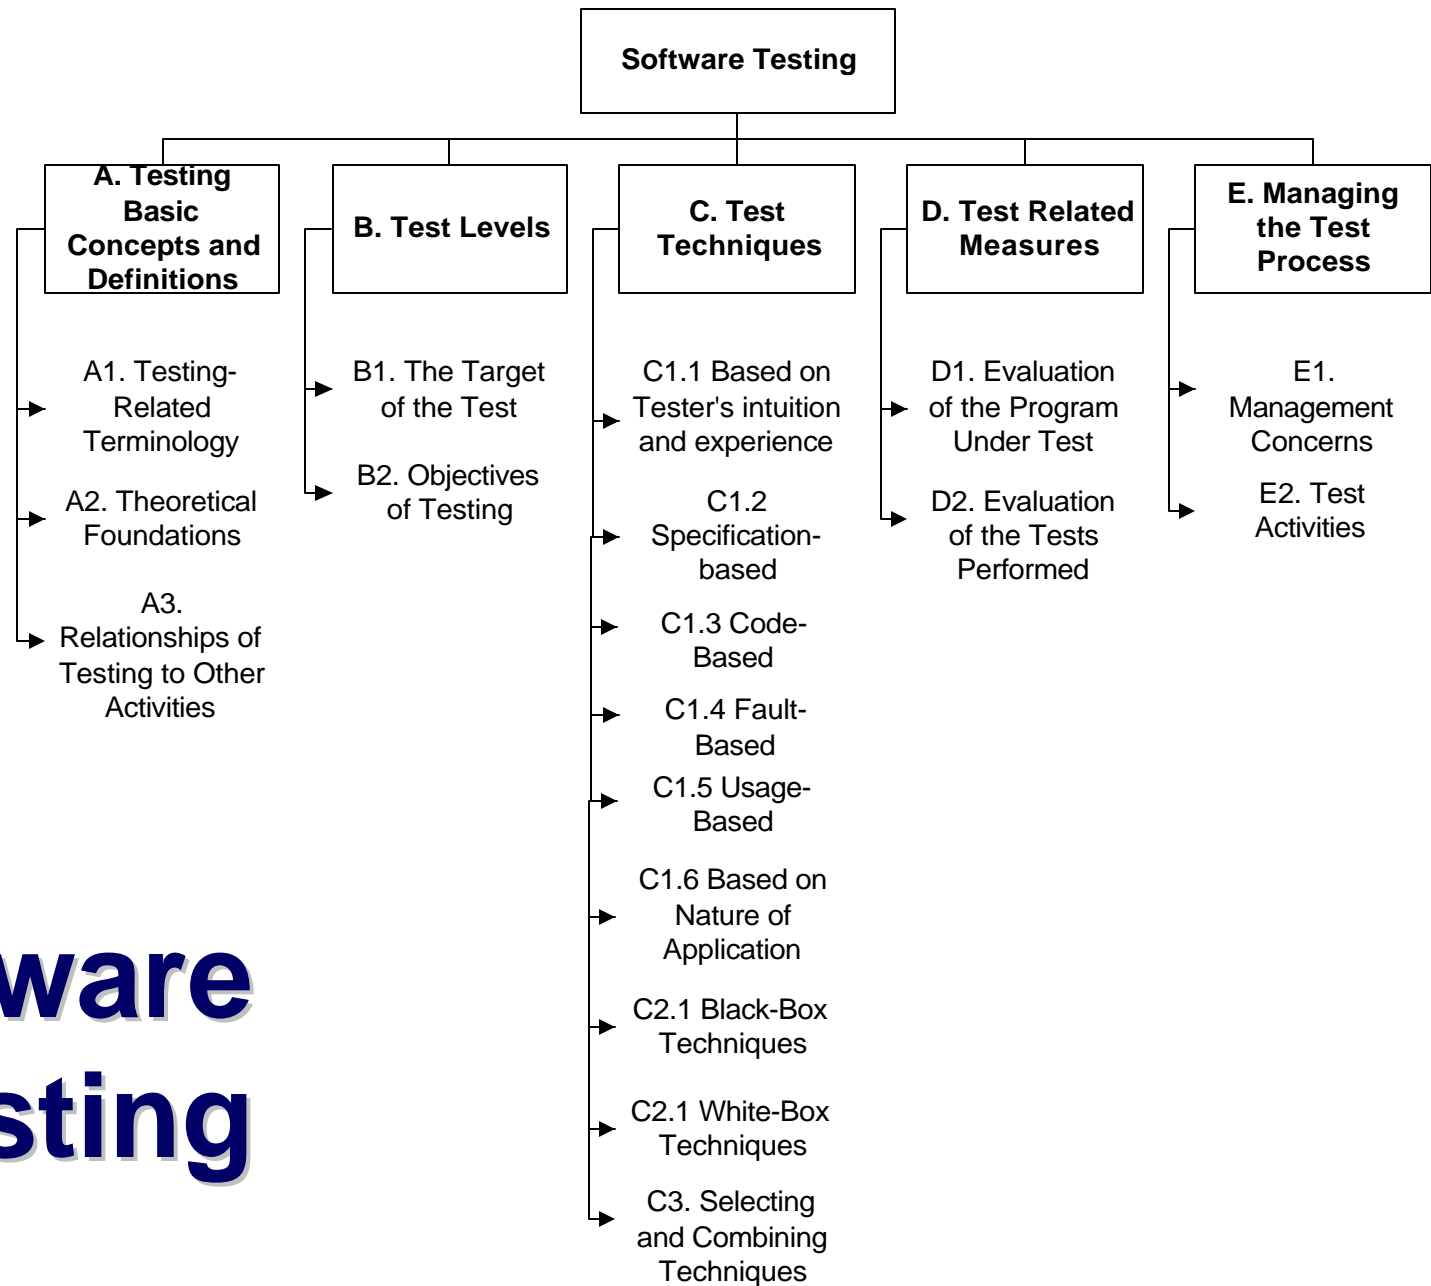 Software Testing
A. Testing
Basic
Concepts and
Definitions
B. Test Levels
C. Test
Techniques
D. Test Related
Measures
E. Managing
the Test
Process
A1. Testing-
Related
Terminology
A2. Theoretical
Foundations
A3.
Relationships of
Testing to Other
Activities
B1. The Target
of the Test
B2. Objectives
of Testing
C1.1 Based on
Tester's intuition
and experience
C1.2
Specification-
based
C1.3 Code-
Based
C1.4 Fault-
Based
C1.5 Usage-
Based
C1.6 Based on
Nature of
Application
C2.1 Black-Box
Techniques
C2.1 White-Box
Techniques
C3. Selecting
and Combining
Techniques
D1. Evaluation
of the Program
Under Test
D2. Evaluation
of the Tests
Performed
E1.
Management
Concerns
E2. Test
Activities
ware
sting